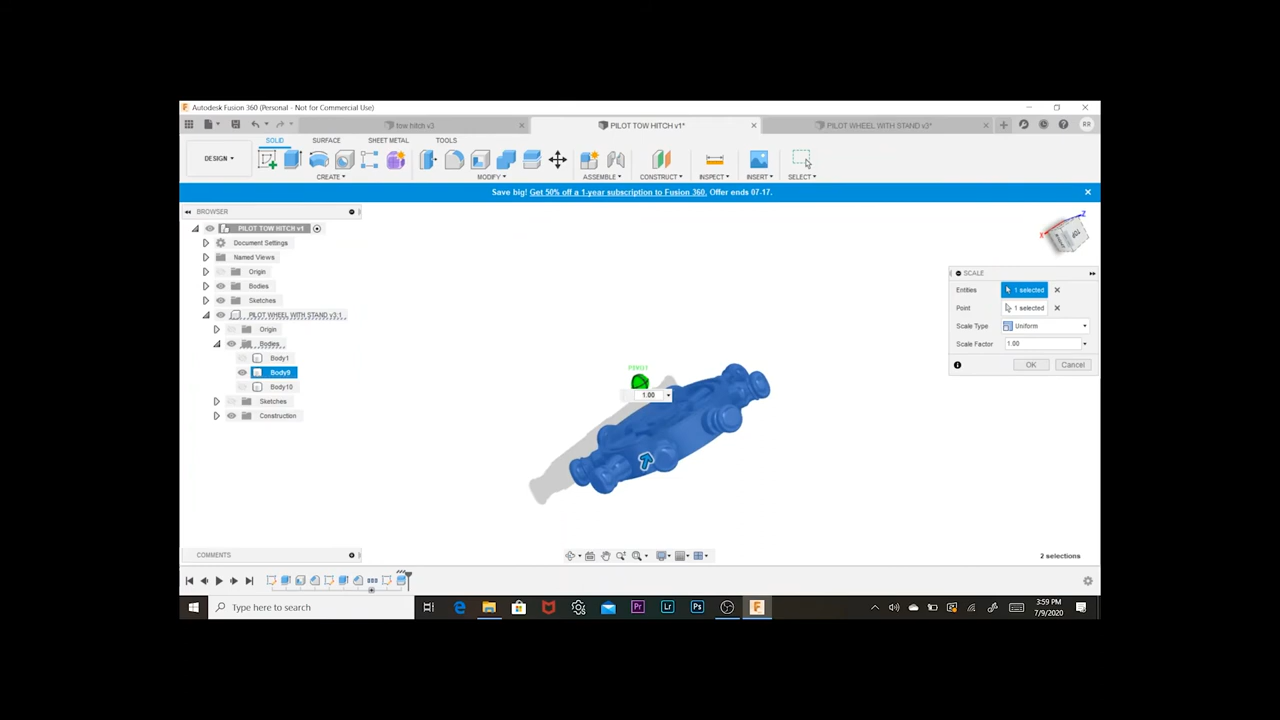 Autodesk Fusion 360 (Personal - Not for Commercial Use)
tow hitch v3
PILOT TOW HITCH v1*
PILOT WHEEL WITH STAND v3*
RR
SOLID
SURFACE
SHEET METAL
TOOLS
DESIGN
CREATE
MODIFY
ASSEMBLE
CONSTRUCT
INSPECT
INSERT
SELECT
Save big! Get 50% off a 1-year subscription to Fusion 360. Offer ends 07-17.
BROWSER
PILOT TOW HITCH v1
Document Settings
Named Views
Origin
Bodies
Sketches
PILOT WHEEL WITH STAND v3:1
Origin
Bodies
Body1
Body9
Body10
Sketches
Construction
Z
X
TOP
SCALE
Entities
1 selected
Point
1 selected
Scale Type
Uniform
Scale Factor
1.00
OK
Cancel
1.00
COMMENTS
2 selections
Type here to search
Pr
Lr
Ps
3:59 PM
7/9/2020